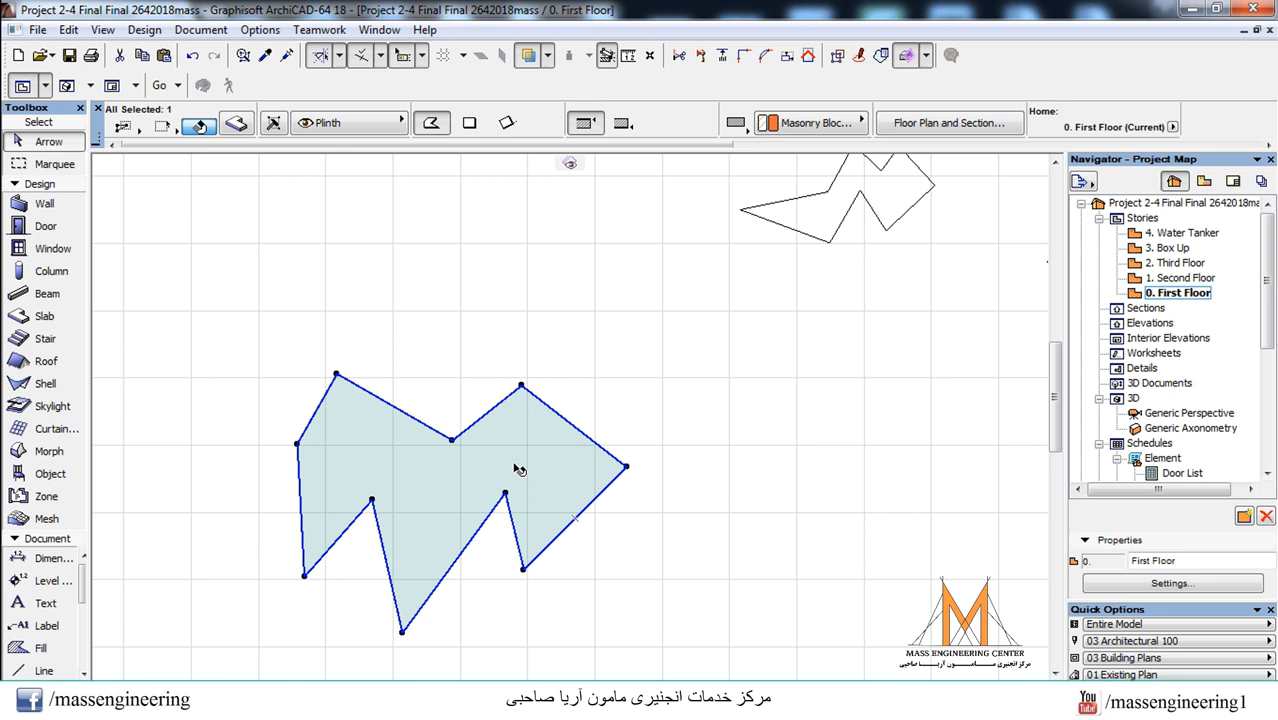 Project 2-4 Final Final 2642018mass - Graphisoft ArchiCAD-64 18 - [Project 2-4 Final Final 2642018mass / 0. First Floor]
File Edit View Design Document Options Teamwork Window Help
Go
Toolbox
Select
Arrow
Marquee
Design
Wall
Door
Window
Column
Beam
Slab
Stair
Roof
Shell
Skylight
Curtain...
Morph
Object
Zone
Mesh
Document
Dimen...
Level ...
Text
Label
Fill
Line
All Selected: 1
Plinth
Masonry Bloc...
Floor Plan and Section...
Home:
0. First Floor (Current)
Navigator - Project Map
Project 2-4 Final Final 2642018ma
Stories
4. Water Tanker
3. Box Up
2. Third Floor
1. Second Floor
0. First Floor
Sections
Elevations
Interior Elevations
Worksheets
Details
3D Documents
3D
Generic Perspective
Generic Axonometry
Schedules
Element
Door List
Properties
0. First Floor
Settings...
Quick Options
Entire Model
03 Architectural 100
03 Building Plans
01 Existing Plan
MASS ENGINEERING CENTER
مرکز انجنیری مـــامـــون آریـــا صاحبی
/massengineering
مرکز خدمات انجنیری مامون آریا صاحبی
You Tube
/massengineering1